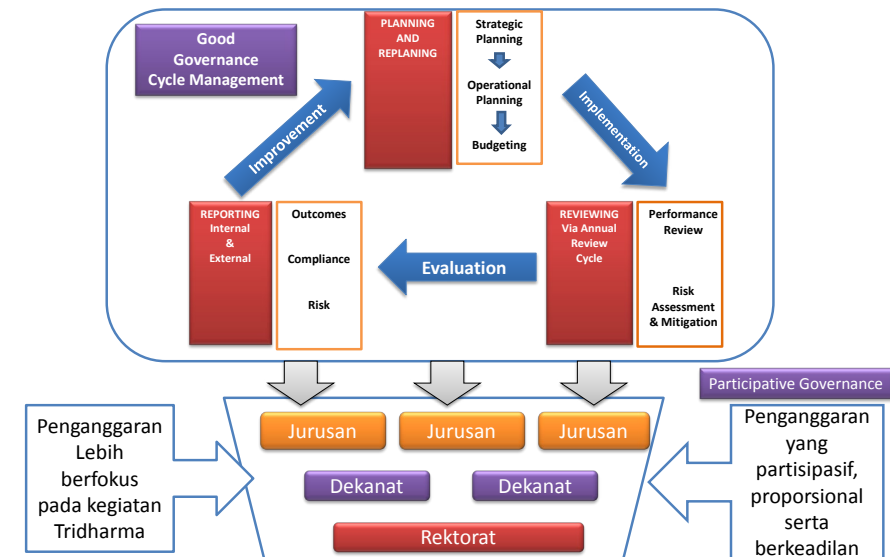 Good
Governance
Cycle Management
PLANNING
AND
REPLANING
Strategic
Planning
Operational
Planning
Budgeting
Improvement
Implementation
REPORTING
Internal
&
External
Outcomes
Compliance
Risk
Evaluation
REVIEWING
Via Annual
Review
Cycle
Performance
Review
Risk
Assessment
& Mitigation
Participative Governance
Penganggaran
Lebih
berfokus
pada kegiatan
Tridharma
Jurusan
Jurusan
Jurusan
Dekanat
Dekanat
Rektorat
Penganggaran
yang
partisipasif,
proporsional
serta
berkeadilan